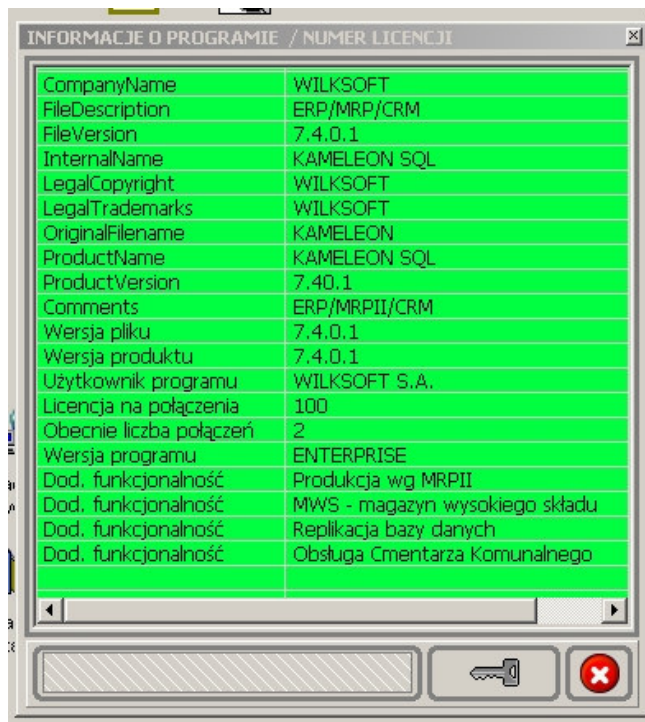 INFORMACJE O PROGRAMIE / NUMER LICENCJI
CompanyName WILKSOFT
FileDescription ERP/MRP/CRM
FileVersion 7.4.0.1
InternalName KAMELEON SQL
LegalCopyright WILKSOFT
LegalTrademarks WILKSOFT
OriginalFilename KAMELEON
ProductName KAMELEON SQL
ProductVersion 7.40.1
Comments ERP/MRPII/CRM
Wersja pliku 7.4.0.1
Wersja produktu 7.4.0.1
Użytkownik programu WILKSOFT S.A.
Licencja na połączenia 100
Obecnie liczba połączeń 2
Wersja programu ENTERPRISE
Dod. funkcjonalność Produkcja wg MRPII
Dod. funkcjonalność MWS - magazyn wysokiego składu
Dod. funkcjonalność Replikacja bazy danych
Dod. funkcjonalność Obsługa Cmentarza Komunalnego